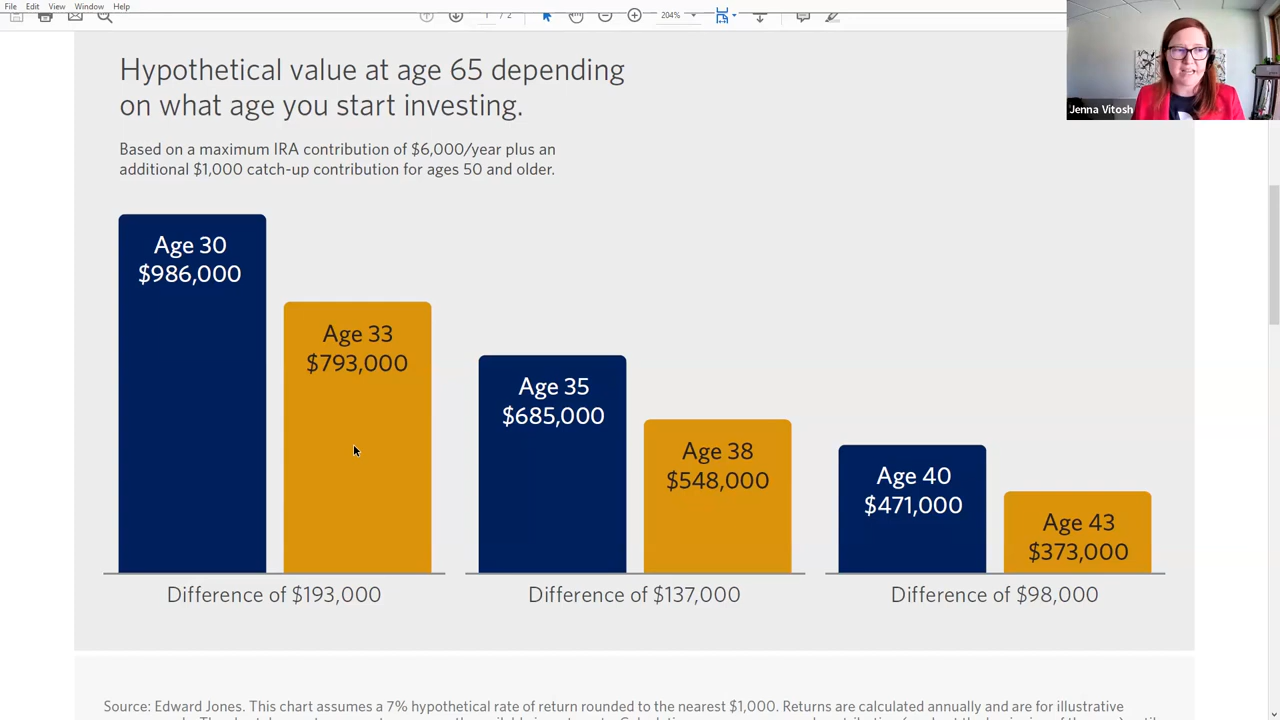 File Edit View Window Help
1 / 2
204%
Jenna Vitosh
Hypothetical value at age 65 depending
on what age you start investing.
Based on a maximum IRA contribution of $6,000/year plus an
additional $1,000 catch-up contribution for ages 50 and older.
Age 30
$986,000
Age 33
$793,000
Age 35
$685,000
Age 38
$548,000
Age 40
$471,000
Age 43
$373,000
Difference of $193,000
Difference of $137,000
Difference of $98,000
Source: Edward Jones. This chart assumes a 7% hypothetical rate of return rounded to the nearest $1,000. Returns are calculated annually and are for illustrative